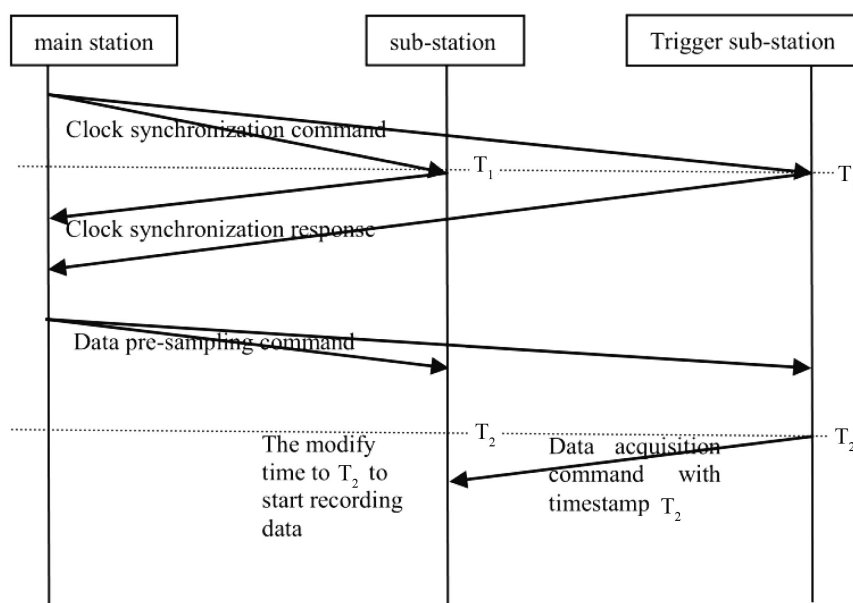 main station
sub-station
Trigger sub-station
Clock synchronization command
T1
T
Clock synchronization response
Data pre-sampling command
T2
T2
The modify
time to T2 to
start recording
data
Data acquisition
command with
timestamp T2